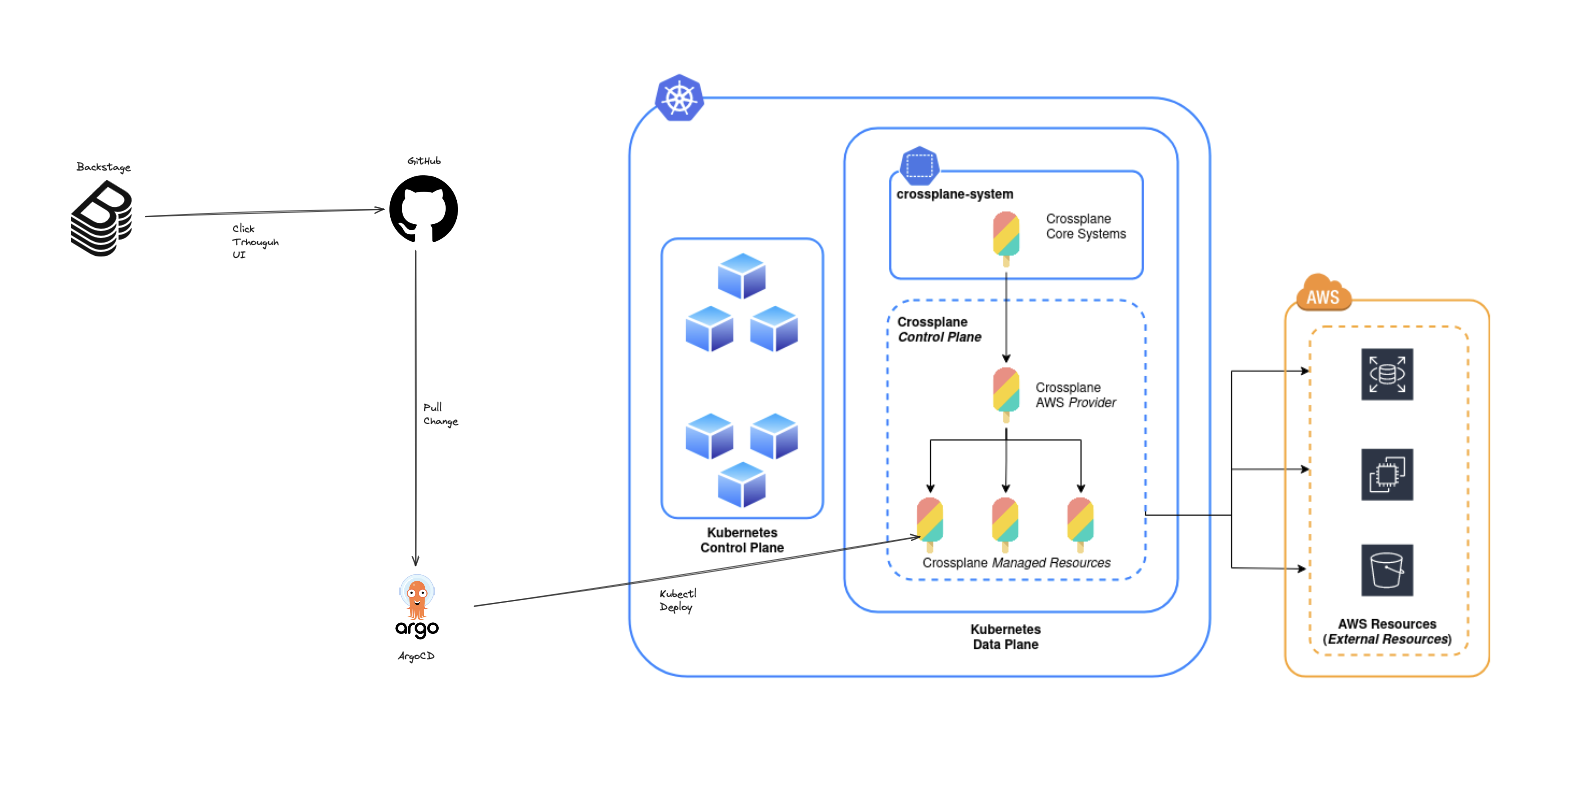 Backstage
GitHub
Click
Trhouguh
UI
Pull
Change
argo
ArgoCD
Kubectl
Deploy
Kubernetes
Control Plane
crossplane-system
Crossplane
Core Systems
Crossplane
Control Plane
Crossplane
AWS Provider
Crossplane Managed Resources
Kubernetes
Data Plane
AWS
AWS Resources
(External Resources)